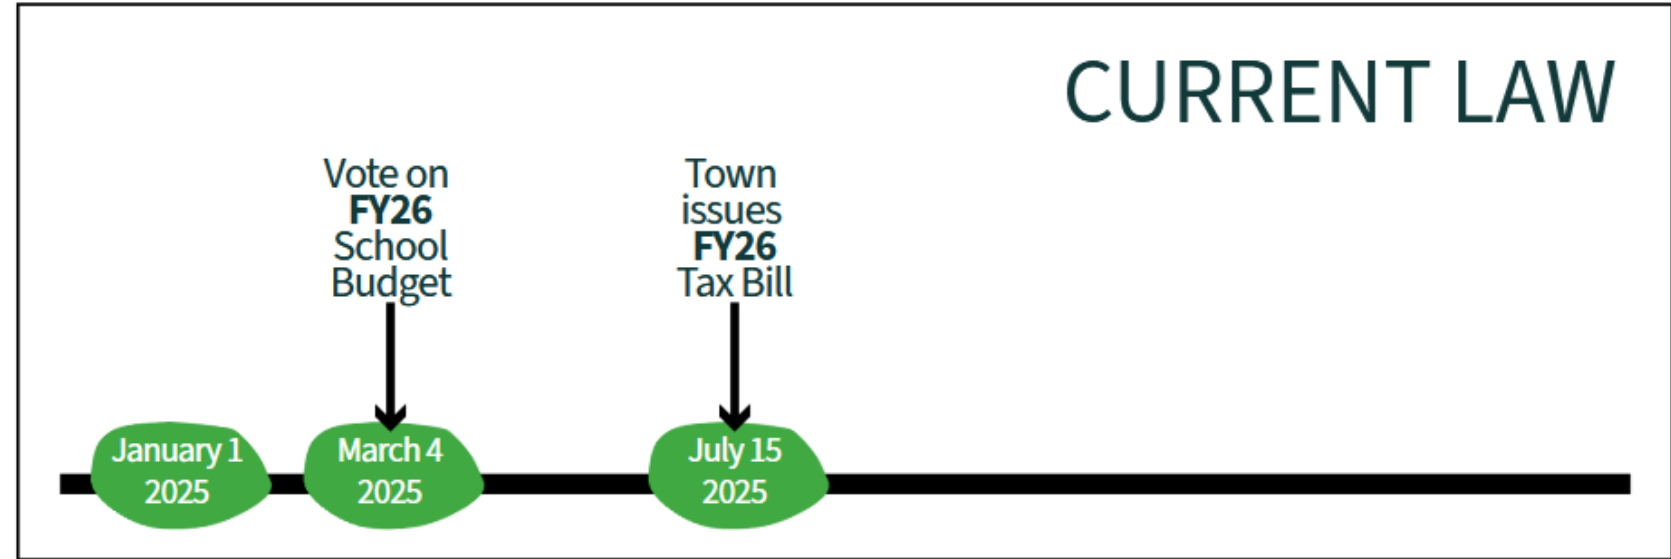 CURRENT LAW
Vote on
FY26
School
Budget
Town
issues
FY26
Tax Bill
January 1
2025
March 4
2025
July 15
2025